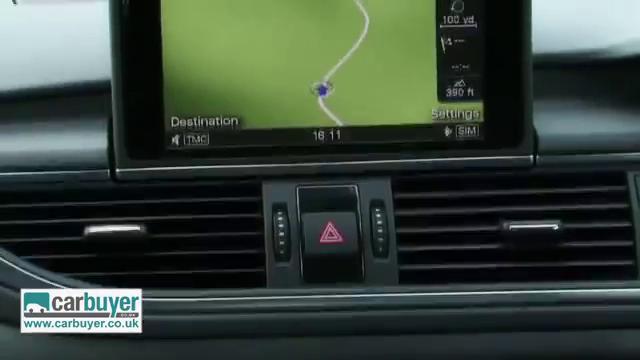 100 yd
390 ft
Destination
Settings
TMC
16 11
SIM
carbuyer
www.carbuyer.co.uk